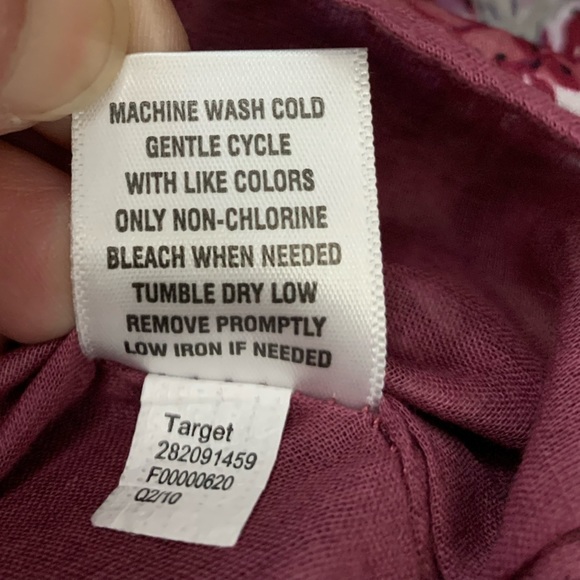 MACHINE WASH COLD
GENTLE CYCLE
WITH LIKE COLORS
ONLY NON-CHLORINE
BLEACH WHEN NEEDED
TUMBLE DRY LOW
REMOVE PROMPTLY
LOW IRON IF NEEDED
Target
282091459
F00000620
Q2/10